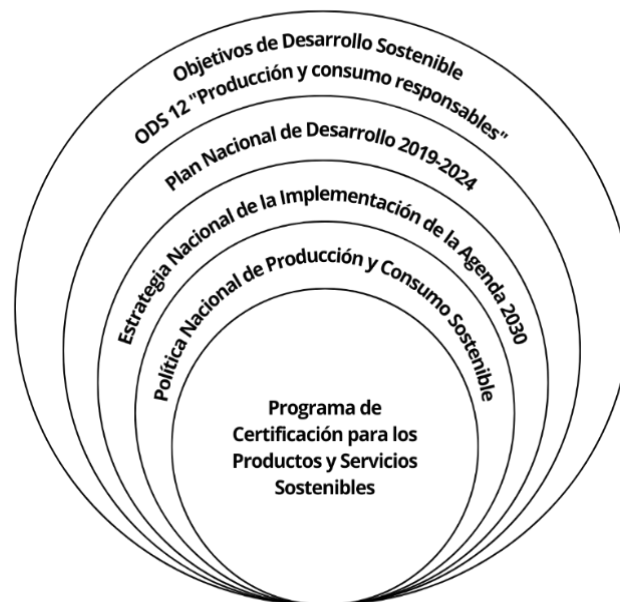 Objetivos de Desarrollo Sostenible
ODS 12 "Producción y consumo responsables"
Plan Nacional de Desarrollo 2019-2024
Estrategia Nacional de la Implementación de la Agenda 2030
Política Nacional de Producción y Consumo Sostenible
Programa de
Certificación para los
Productos y Servicios
Sostenibles